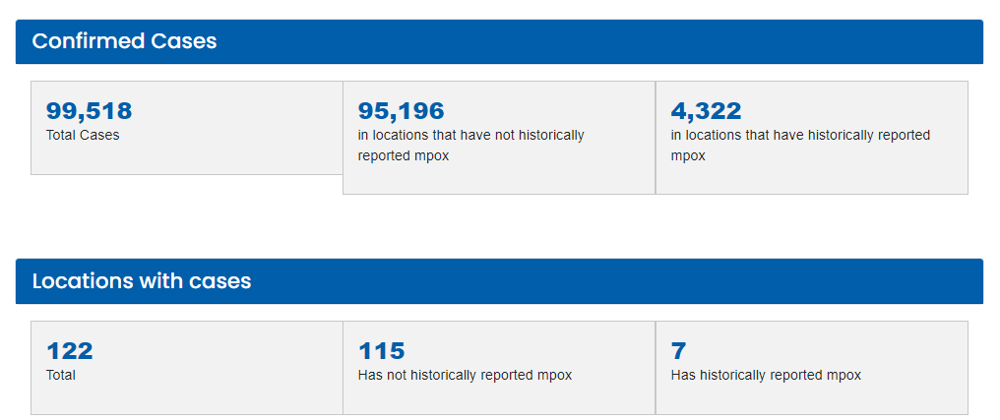 Confirmed Cases
99,518
Total Cases
95,196
in locations that have not historically
reported mpox
4,322
in locations that have historically reported
mpox
Locations with cases
122
Total
115
Has not historically reported mpox
7
Has historically reported mpox